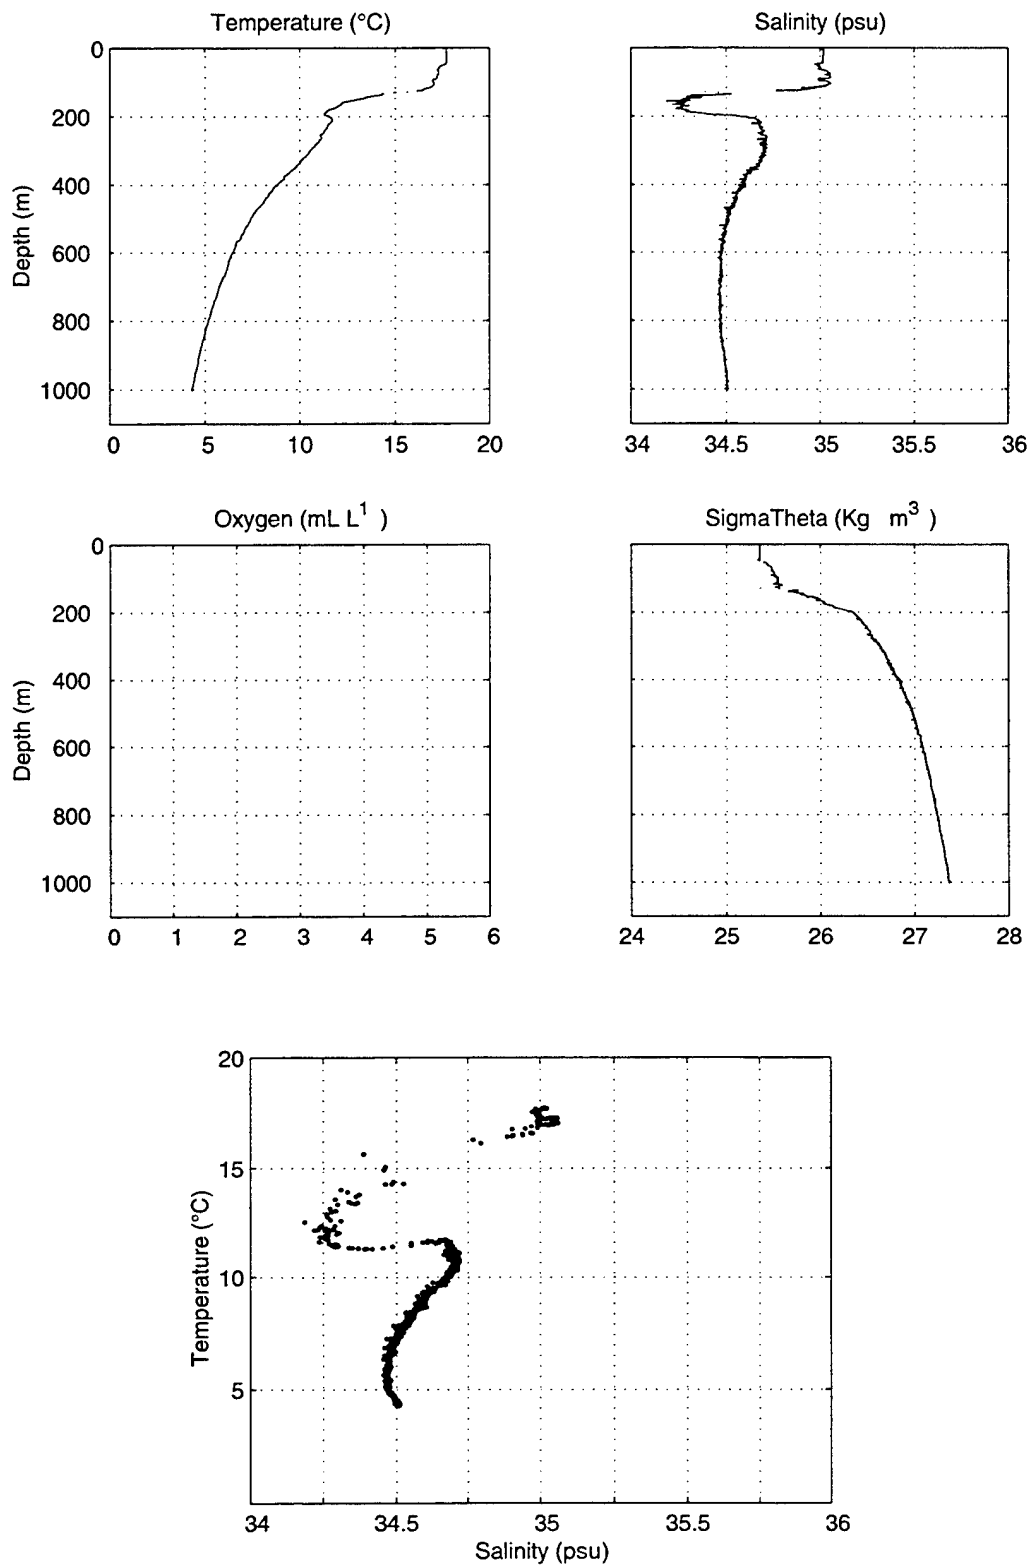 Temperature (°C)
Salinity (psu)
0
200
400
600
800
1000
Depth (m)
0 5 10 15 20
34 34.5 35 35.5 36
Oxygen (mL L1 )
SigmaTheta (Kg m3 )
0
200
400
600
800
1000
Depth (m)
0 1 2 3 4 5 6
24 25 26 27 28
20
15
10
5
Temperature (°C)
34 34.5 35 35.5 36
Salinity (psu)